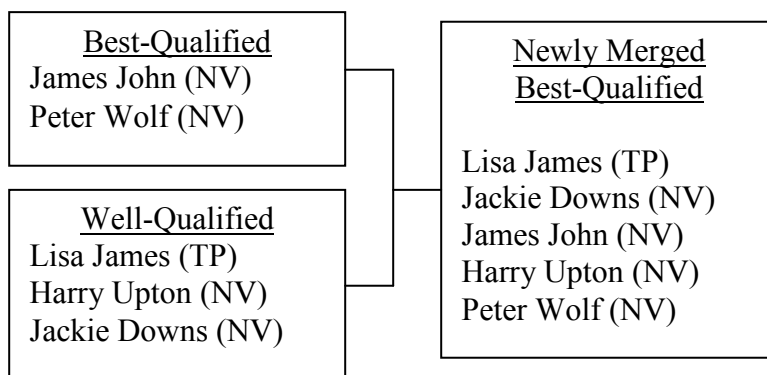 Best-Qualified
James John (NV)
Peter Wolf (NV)
Well-Qualified
Lisa James (TP)
Harry Upton (NV)
Jackie Downs (NV)
Newly Merged
Best-Qualified
Lisa James (TP)
Jackie Downs (NV)
James John (NV)
Harry Upton (NV)
Peter Wolf (NV)